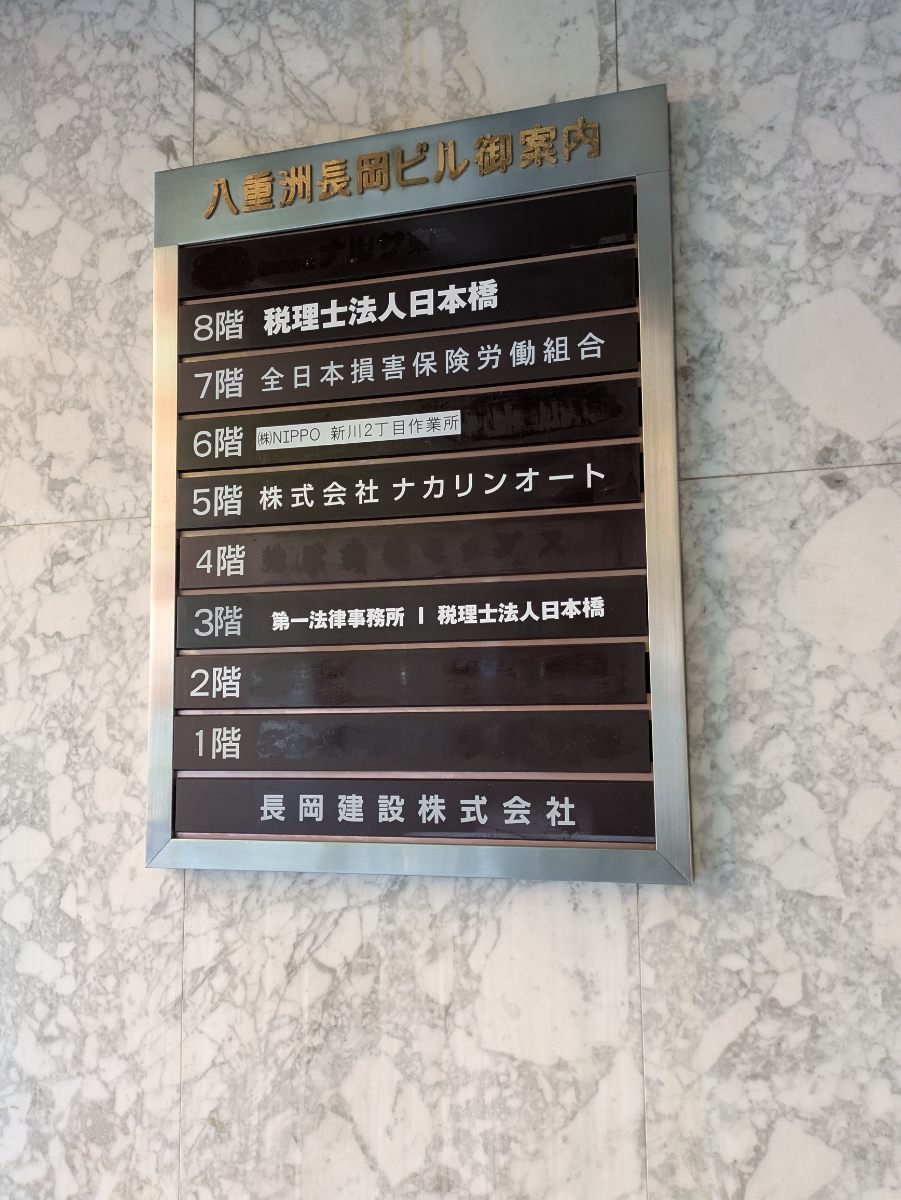 八重洲長岡ビル御案内
8階 税理士法人日本橋
7階 全日本損害保険労働組合
6階 ㈱NIPPO 新川2丁目作業所
5階 株式会社 ナカリンオート
4階
3階 第一法律事務所 | 税理士法人日本橋
2階
1階
長岡建設株式会社